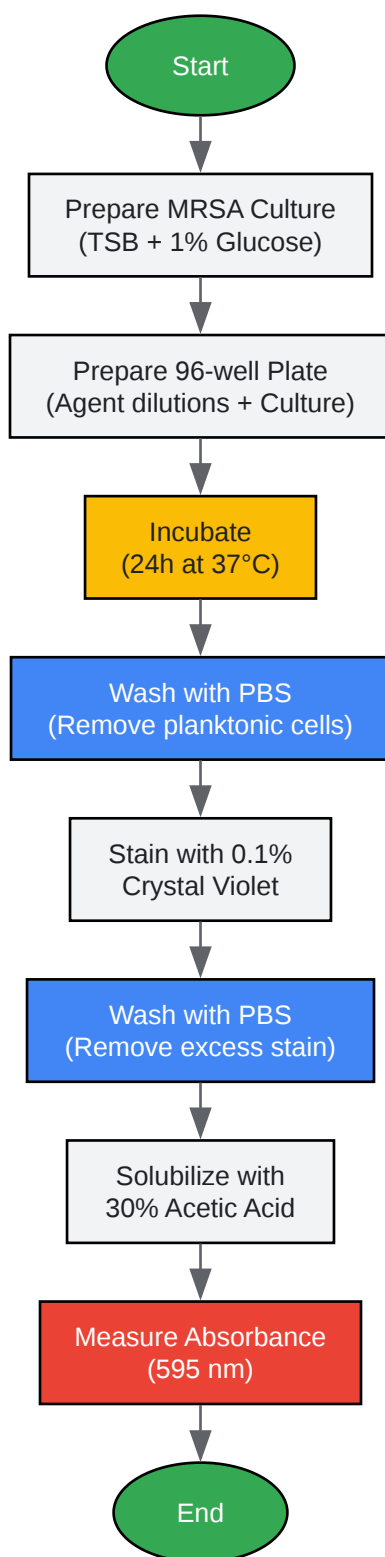 Start
Prepare MRSA Culture
(TSB + 1% Glucose)
Prepare 96-well Plate
(Agent dilutions + Culture)
Incubate
(24h at 37°C)
Wash with PBS
(Remove planktonic cells)
Stain with 0.1%
Crystal Violet
Wash with PBS
(Remove excess stain)
Solubilize with
30% Acetic Acid
Measure Absorbance
(595 nm)
End